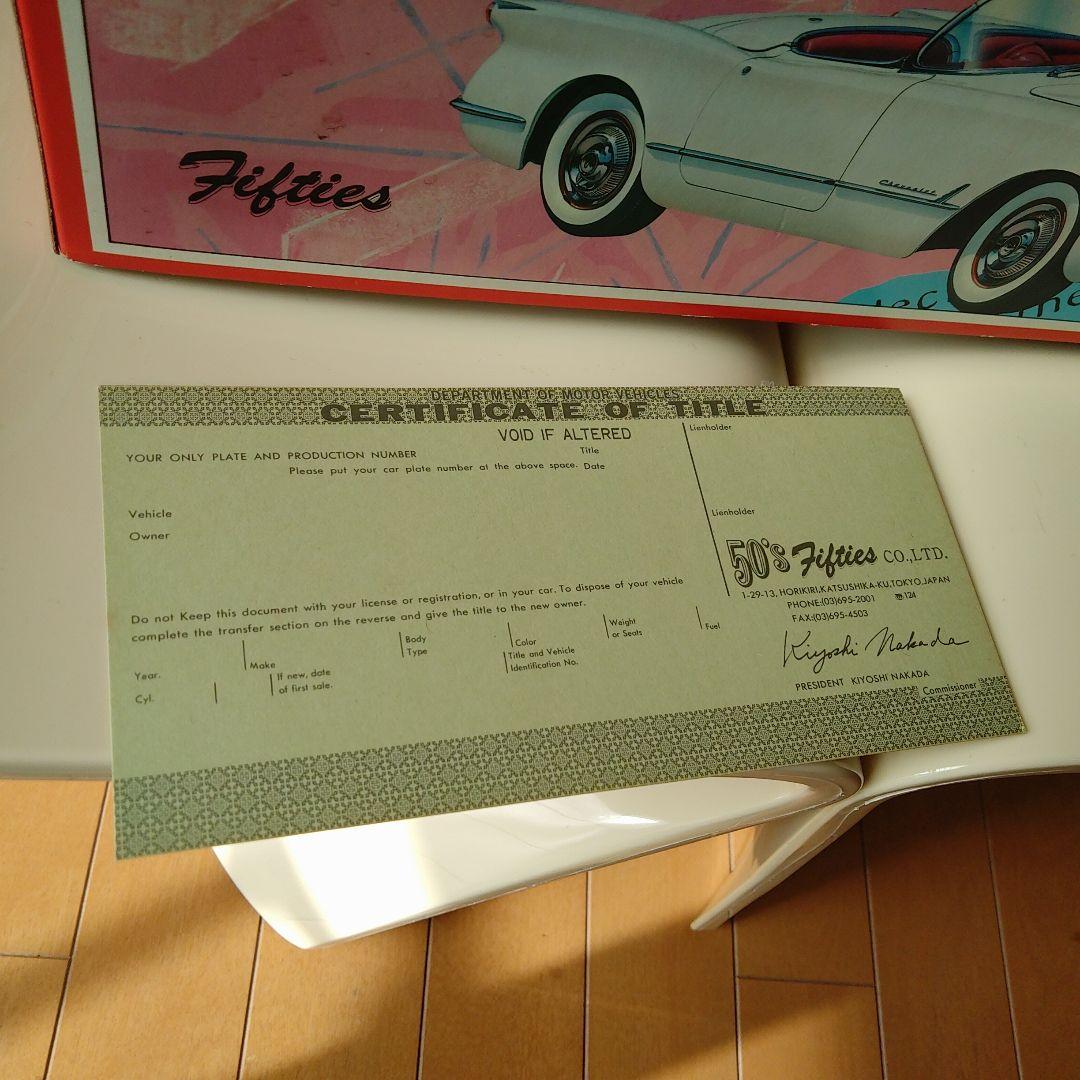 Fifties
Chevrolet
DEPARTMENT OF MOTOR VEHICLES
CERTIFICATE OF TITLE
VOID IF ALTERED
YOUR ONLY PLATE AND PRODUCTION NUMBER
Title
Please put your car plate number at the above space. Date
Lienholder
Vehicle
Owner
Lienholder
50's Fifties CO.,LTD.
1-29-13, HORIKIRI,KATSUSHIKA-KU,TOKYO,JAPAN
PHONE:(03)695-2001 〒124
FAX:(03)695-4503
Kiyoshi Nakada
PRESIDENT KIYOSHI NAKADA
Commissioner
Do not Keep this document with your license or registration, or in your car. To dispose of your vehicle
complete the transfer section on the reverse and give the title to the new owner.
Year.
Make
Body
Type
Color
Weight
or Seats
Fuel
Cyl.
If new, date
of first sale.
Title and Vehicle
Identification No.